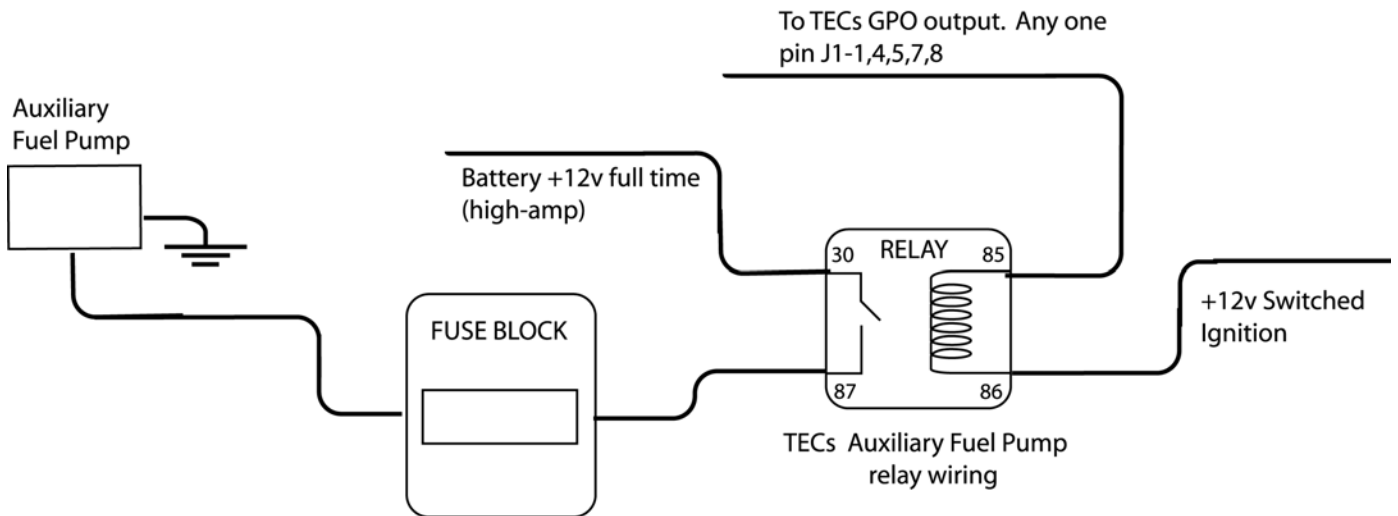 To TECs GPO output.  Any one
pin J1-1,4,5,7,8
Auxiliary
Fuel Pump
Battery +12v full time
(high-amp)
30
RELAY
85
+12v Switched
Ignition
FUSE BLOCK
87
86
TECs  Auxiliary Fuel Pump
relay wiring